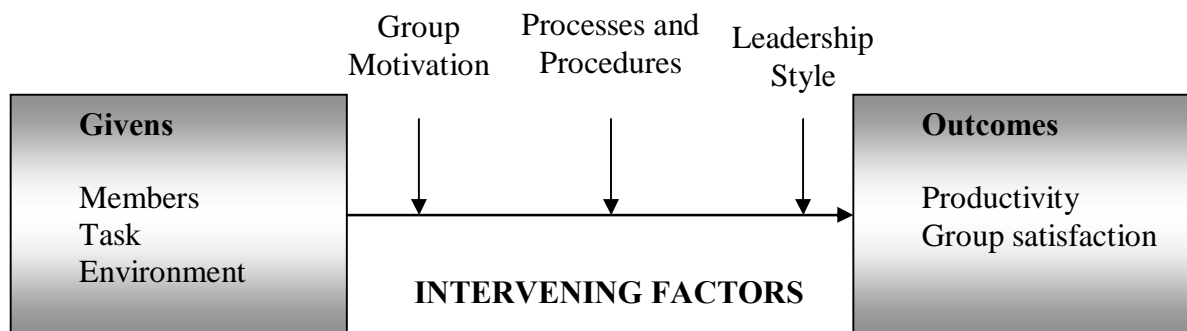 Group
Motivation
Processes and
Procedures
Leadership
Style
Givens
Members
Task
Environment
Outcomes
Productivity
Group satisfaction
INTERVENING FACTORS